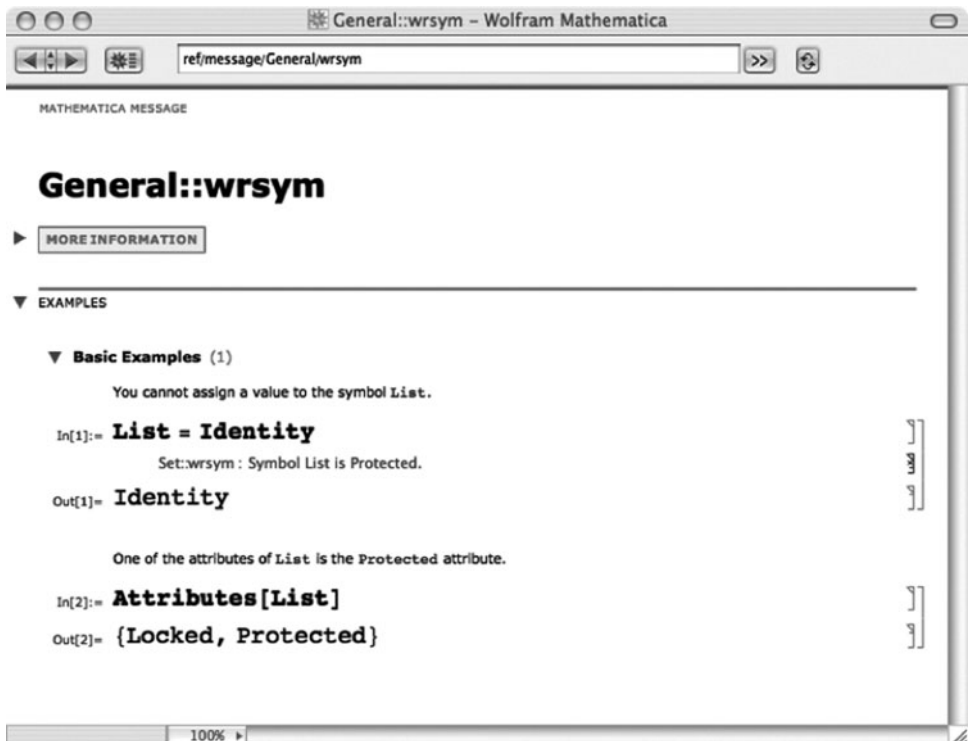 General::wrsym – Wolfram Mathematica
ref/message/General/wrsym >>
MATHEMATICA MESSAGE
General::wrsym
MORE INFORMATION
EXAMPLES
Basic Examples (1)
You cannot assign a value to the symbol List.
In[1]:= List = Identity
Set::wrsym : Symbol List is Protected.
Out[1]= Identity
One of the attributes of List is the Protected attribute.
In[2]:= Attributes[List]
Out[2]= {Locked, Protected}
100%